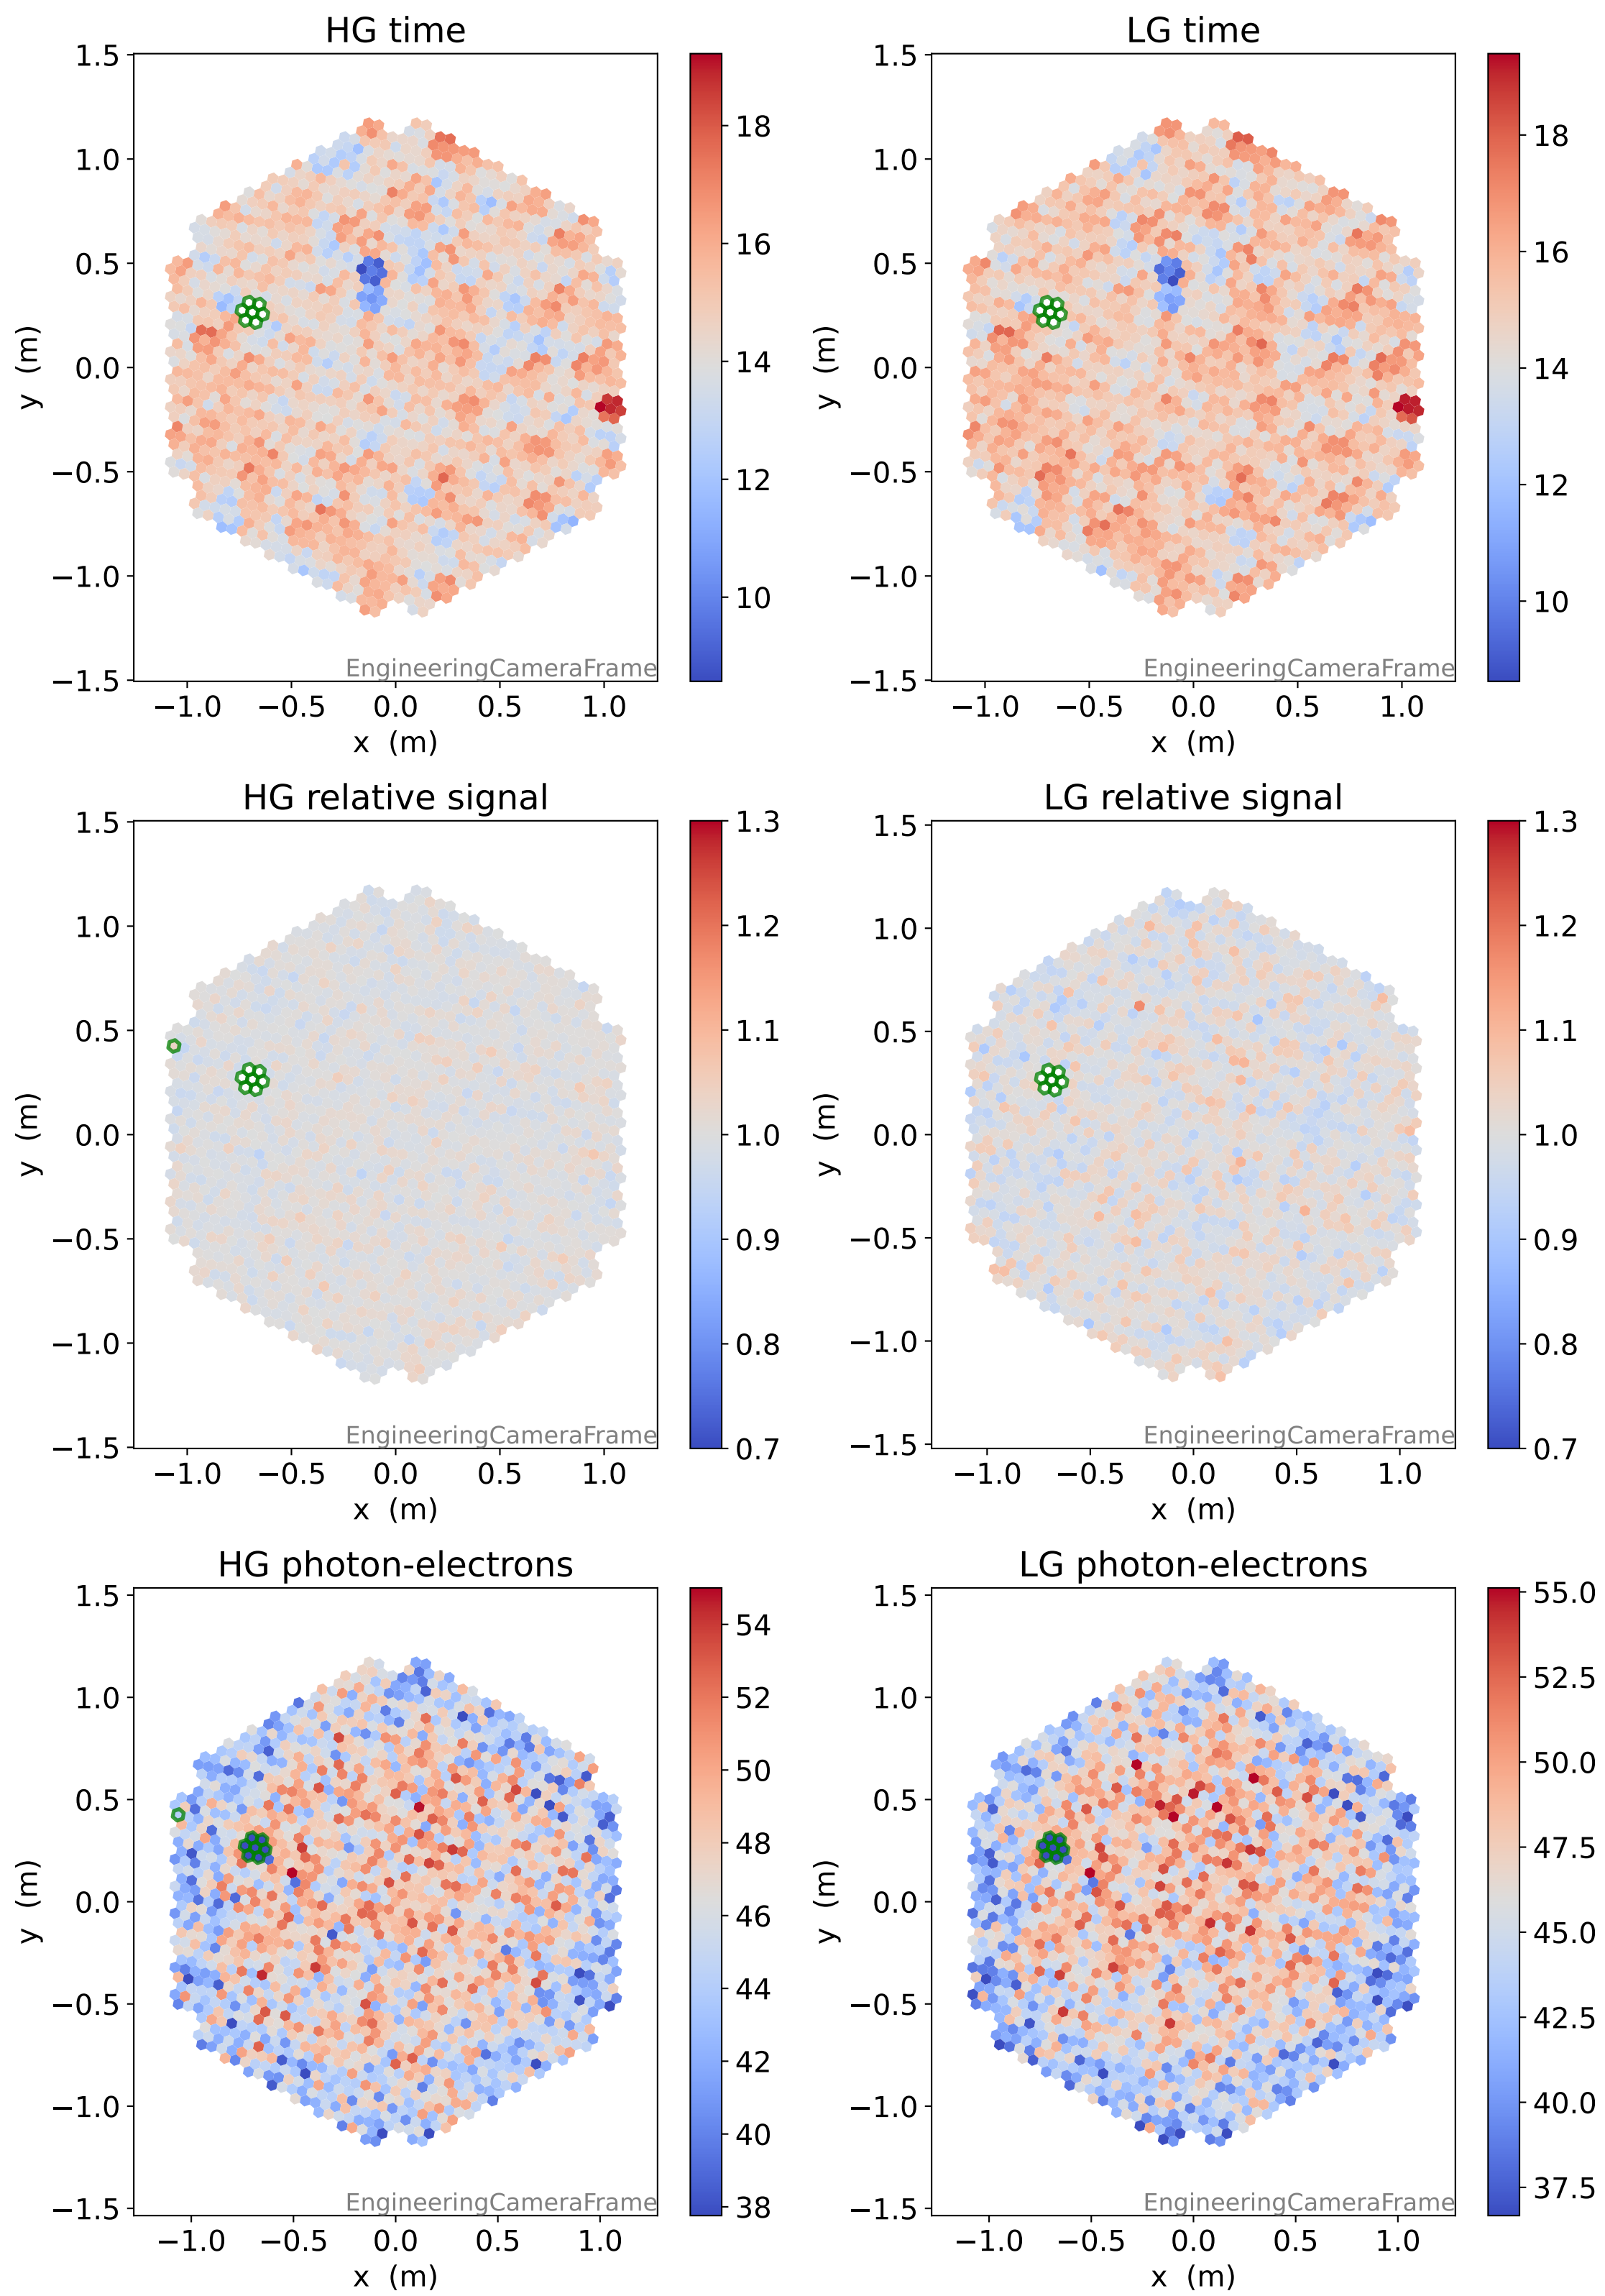 HG time
1.5
1.0
0.5
0.0
−0.5
−1.0
−1.5
y (m)
−1.0 −0.5 0.0 0.5 1.0
x (m)
EngineeringCameraFrame
18
16
14
12
10
LG time
1.5
1.0
0.5
0.0
−0.5
−1.0
−1.5
y (m)
−1.0 −0.5 0.0 0.5 1.0
x (m)
EngineeringCameraFrame
18
16
14
12
10
HG relative signal
1.5
1.0
0.5
0.0
−0.5
−1.0
−1.5
y (m)
−1.0 −0.5 0.0 0.5 1.0
x (m)
EngineeringCameraFrame
1.3
1.2
1.1
1.0
0.9
0.8
0.7
LG relative signal
1.5
1.0
0.5
0.0
−0.5
−1.0
−1.5
y (m)
−1.0 −0.5 0.0 0.5 1.0
x (m)
EngineeringCameraFrame
1.3
1.2
1.1
1.0
0.9
0.8
0.7
HG photon-electrons
1.5
1.0
0.5
0.0
−0.5
−1.0
−1.5
y (m)
−1.0 −0.5 0.0 0.5 1.0
x (m)
EngineeringCameraFrame
54
52
50
48
46
44
42
40
38
LG photon-electrons
1.5
1.0
0.5
0.0
−0.5
−1.0
−1.5
y (m)
−1.0 −0.5 0.0 0.5 1.0
x (m)
EngineeringCameraFrame
55.0
52.5
50.0
47.5
45.0
42.5
40.0
37.5